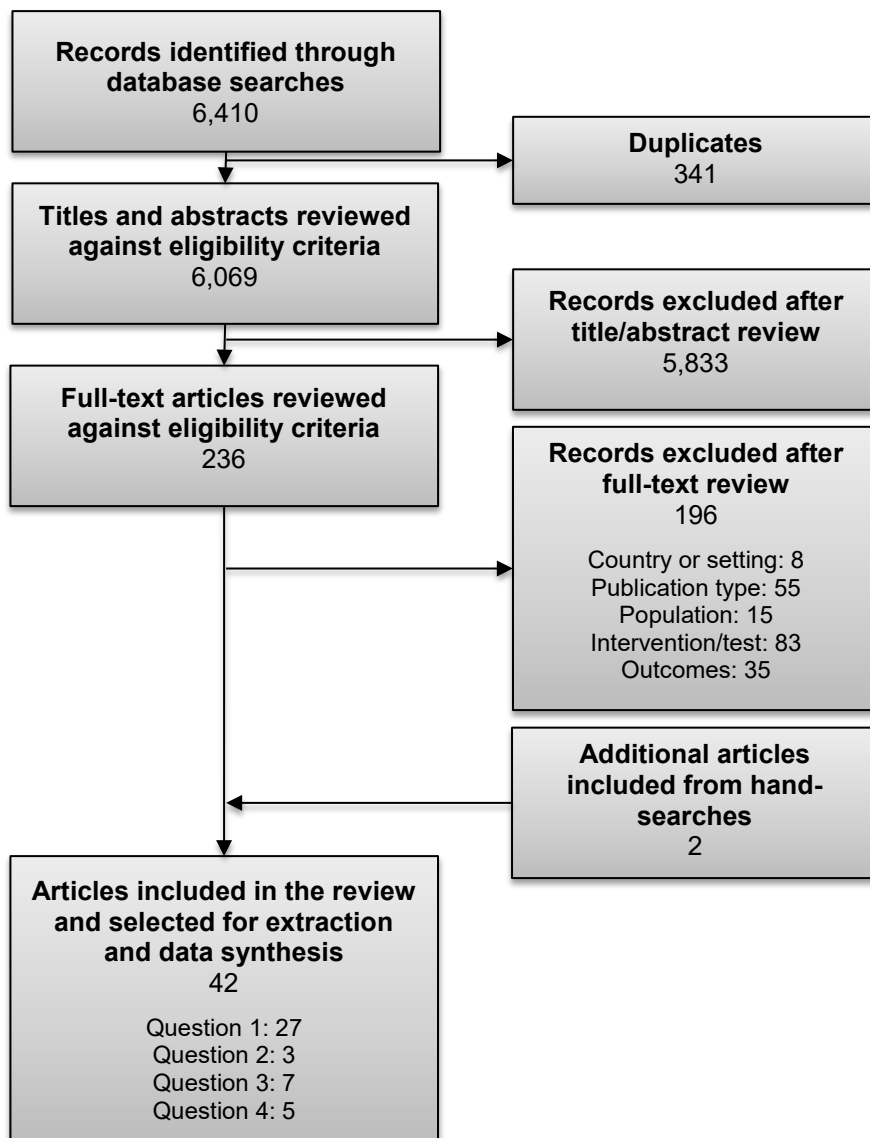 Records identified through
database searches
6,410
Duplicates
341
Titles and abstracts reviewed
against eligibility criteria
6,069
Records excluded after
title/abstract review
5,833
Full-text articles reviewed
against eligibility criteria
236
Records excluded after
full-text review
196
Country or setting: 8
Publication type: 55
Population: 15
Intervention/test: 83
Outcomes: 35
Additional articles
included from hand-
searches
2
Articles included in the review
and selected for extraction
and data synthesis
42
Question 1: 27
Question 2: 3
Question 3: 7
Question 4: 5